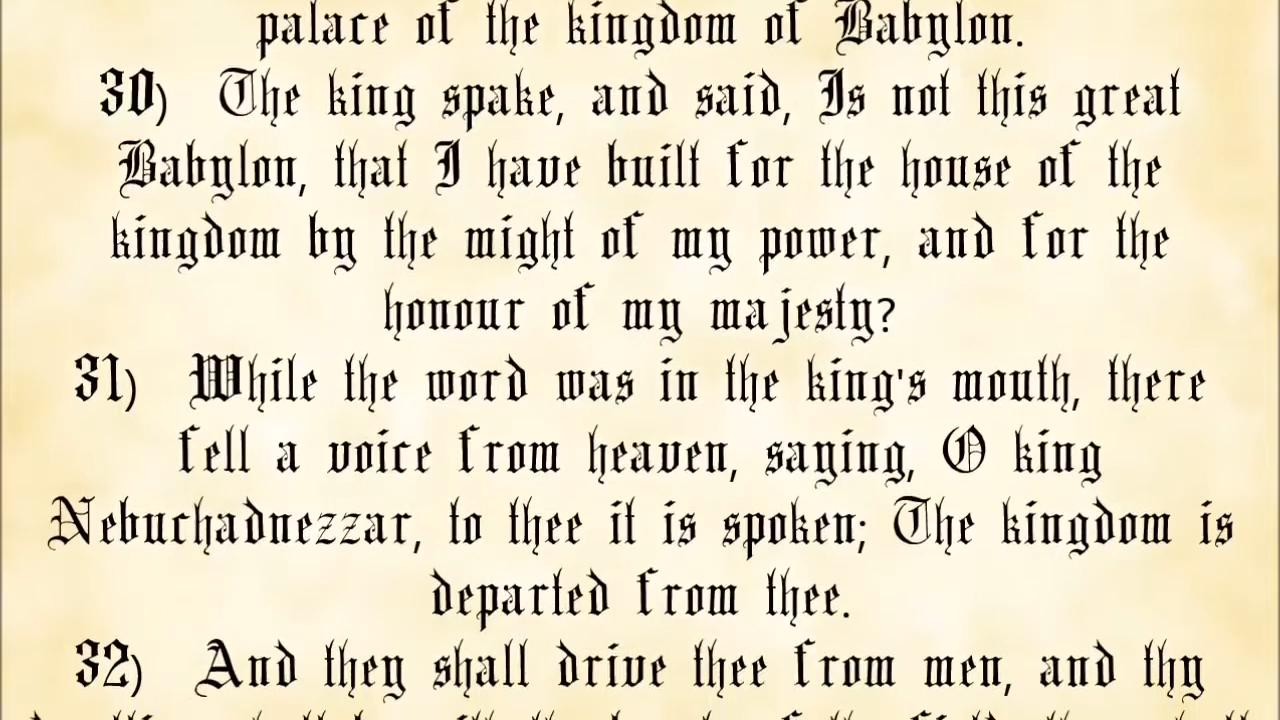 palace of the kingdom of Babylon.
30) The king spake, and said, Is not this great
Babylon, that I have built for the house of the
kingdom by the might of my power, and for the
honour of my majesty?
31) While the word was in the king's mouth, there
fell a voice from heaven, saying, O king
Nebuchadnezzar, to thee it is spoken; The kingdom is
departed from thee.
32) And they shall drive thee from men, and thy